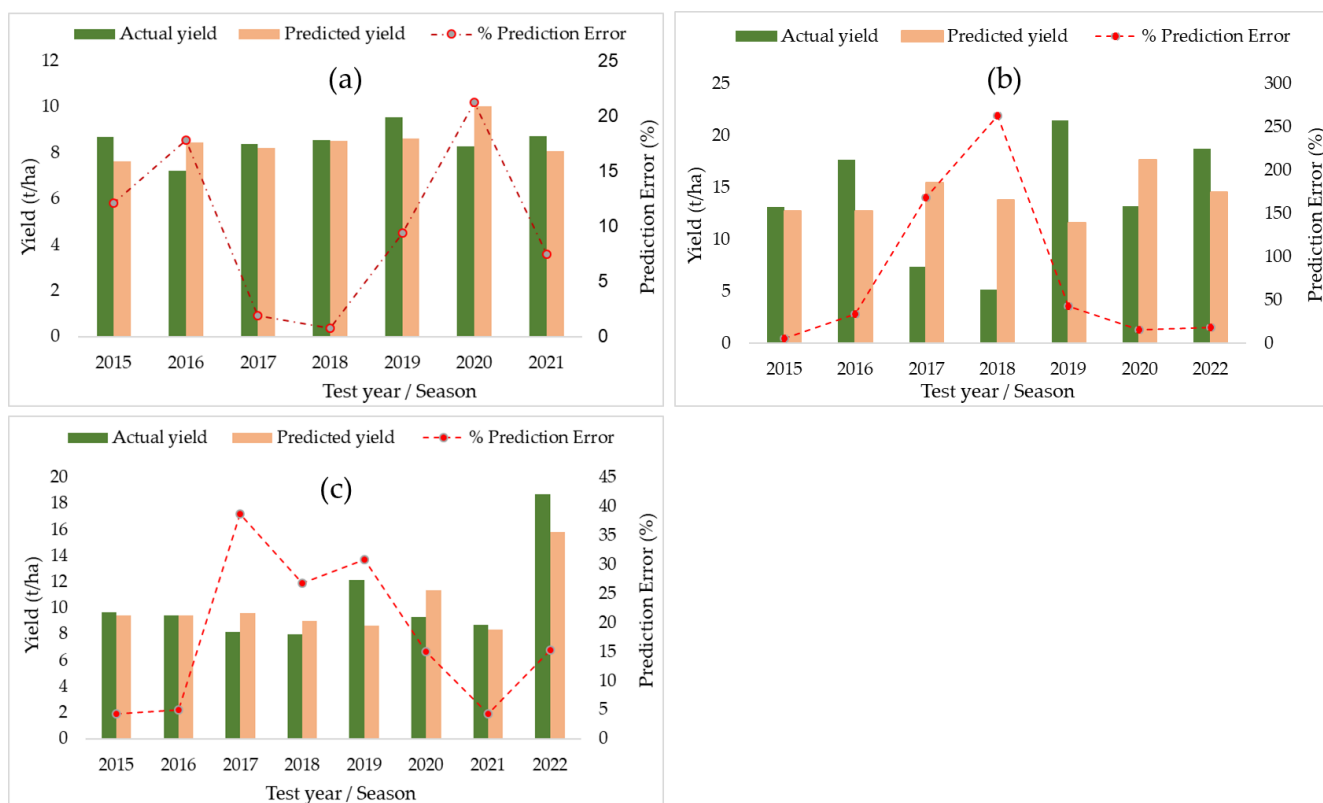 Actual yield Predicted yield % Prediction Error
(a)
Yield (t/ha)
12
10
8
6
4
2
0
25
20
15
10
5
0
Prediction Error (%)
2015 2016 2017 2018 2019 2020 2021
Test year / Season
Actual yield Predicted yield % Prediction Error
(b)
Yield (t/ha)
25
20
15
10
5
0
300
250
200
150
100
50
0
Prediction Error (%)
2015 2016 2017 2018 2019 2020 2022
Test year / Season
Actual yield Predicted yield % Prediction Error
(c)
Yield (t/ha)
20
18
16
14
12
10
8
6
4
2
0
45
40
35
30
25
20
15
10
5
0
Prediction Error (%)
2015 2016 2017 2018 2019 2020 2021 2022
Test year / Season